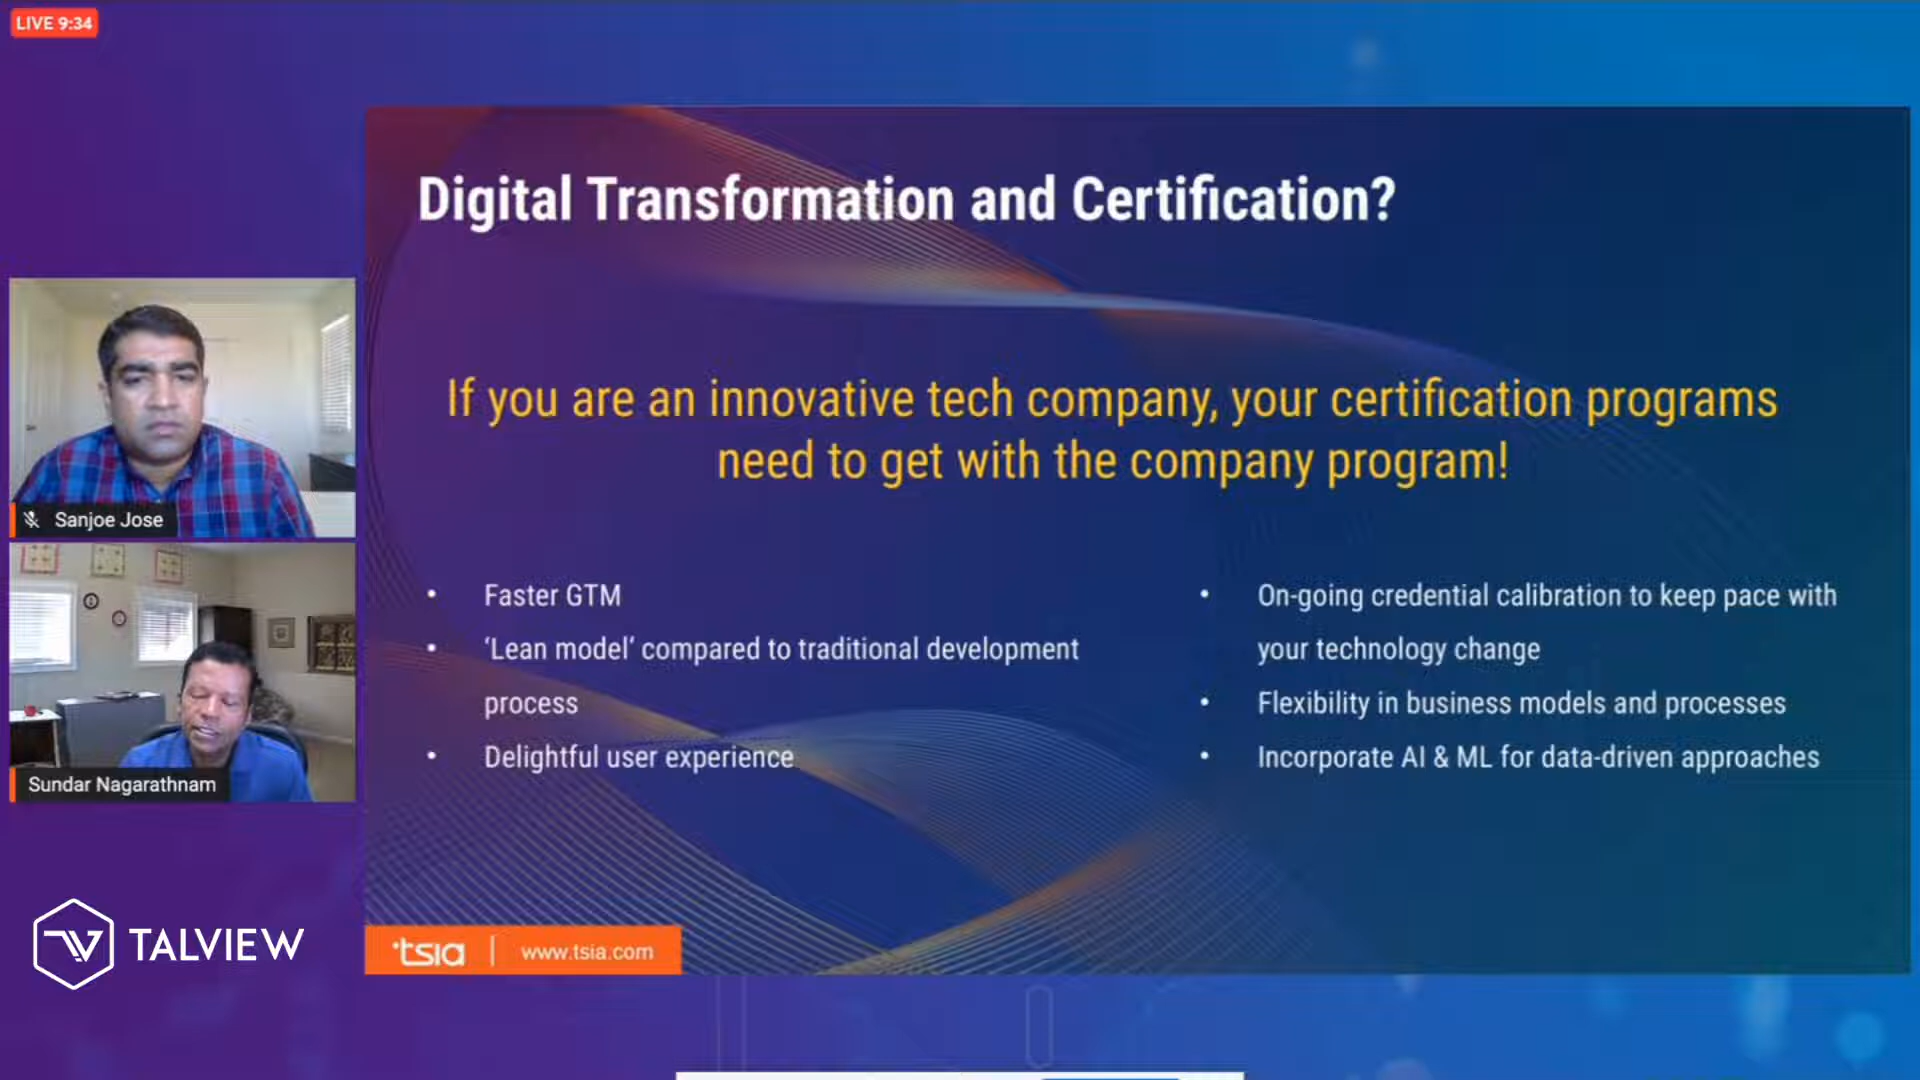 LIVE 9:34
Digital Transformation and Certification?
If you are an innovative tech company, your certification programs
need to get with the company program!
• Faster GTM
• ‘Lean model’ compared to traditional development
process
• Delightful user experience
• On-going credential calibration to keep pace with
your technology change
• Flexibility in business models and processes
• Incorporate AI & ML for data-driven approaches
Sanjoe Jose
Sundar Nagarathnam
TALVIEW
tsia | www.tsia.com